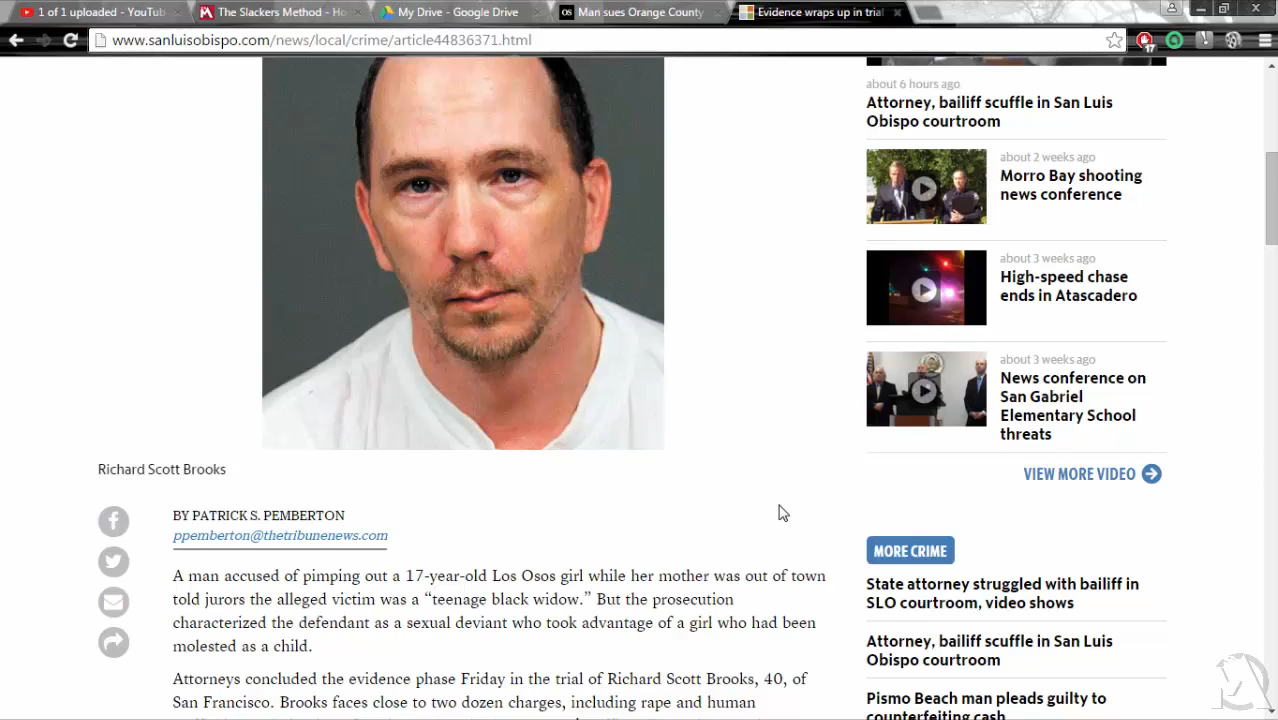 1 of 1 uploaded - YouTub
The Slackers Method - Ho
My Drive - Google Drive
Man sues Orange County
Evidence wraps up in trial
www.sanluisobispo.com/news/local/crime/article44836371.html
17
about 6 hours ago
Attorney, bailiff scuffle in San Luis
Obispo courtroom
about 2 weeks ago
Morro Bay shooting
news conference
about 3 weeks ago
High-speed chase
ends in Atascadero
about 3 weeks ago
News conference on
San Gabriel
Elementary School
threats
VIEW MORE VIDEO
Richard Scott Brooks
BY PATRICK S. PEMBERTON
ppemberton@thetribunenews.com
A man accused of pimping out a 17-year-old Los Osos girl while her mother was out of town
told jurors the alleged victim was a “teenage black widow.” But the prosecution
characterized the defendant as a sexual deviant who took advantage of a girl who had been
molested as a child.
Attorneys concluded the evidence phase Friday in the trial of Richard Scott Brooks, 40, of
San Francisco. Brooks faces close to two dozen charges, including rape and human
MORE CRIME
State attorney struggled with bailiff in
SLO courtroom, video shows
Attorney, bailiff scuffle in San Luis
Obispo courtroom
Pismo Beach man pleads guilty to
counterfeiting cash